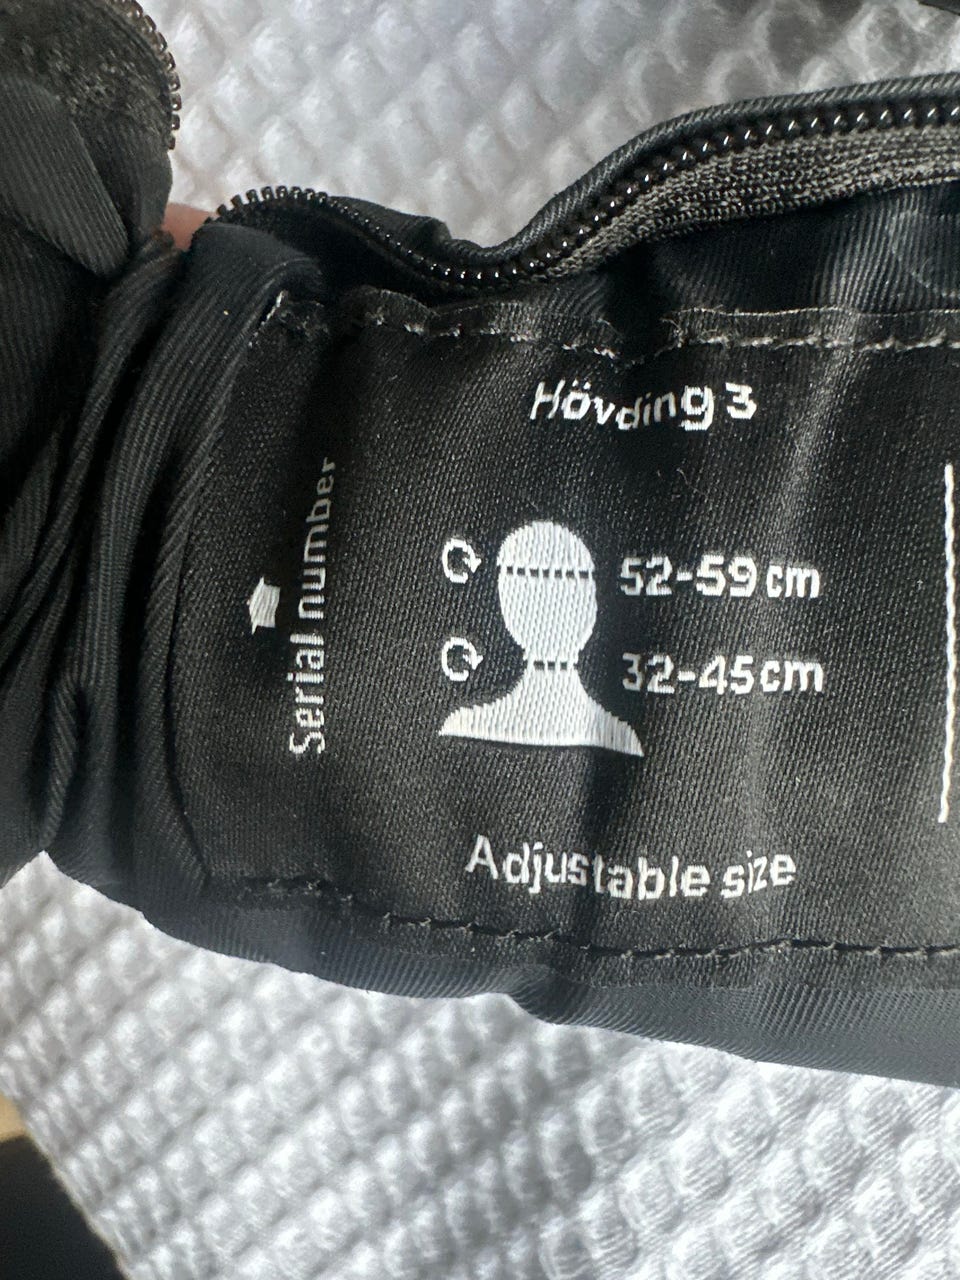 Hövding 3
Serial number
52-59 cm
32-45 cm
Adjustable size